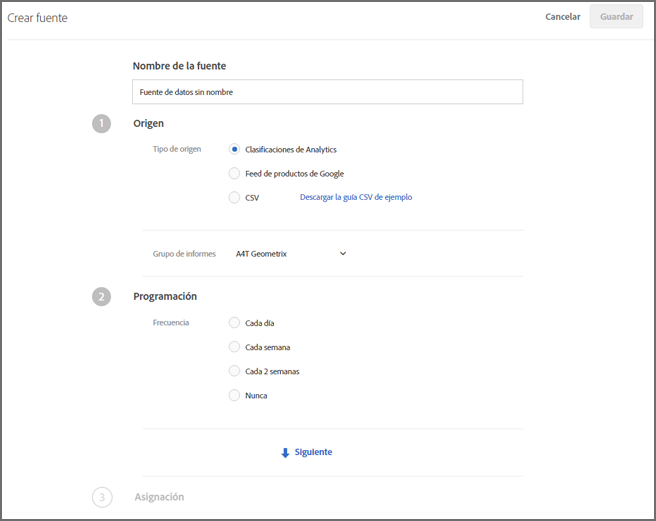 Crear fuente
Cancelar
Guardar
Nombre de la fuente
Fuente de datos sin nombre
1 Origen
Tipo de origen
Clasificaciones de Analytics
Feed de productos de Google
CSV Descargar la guía CSV de ejemplo
Grupo de informes A4T Geometrix
2 Programación
Frecuencia
Cada día
Cada semana
Cada 2 semanas
Nunca
Siguiente
3 Asignación